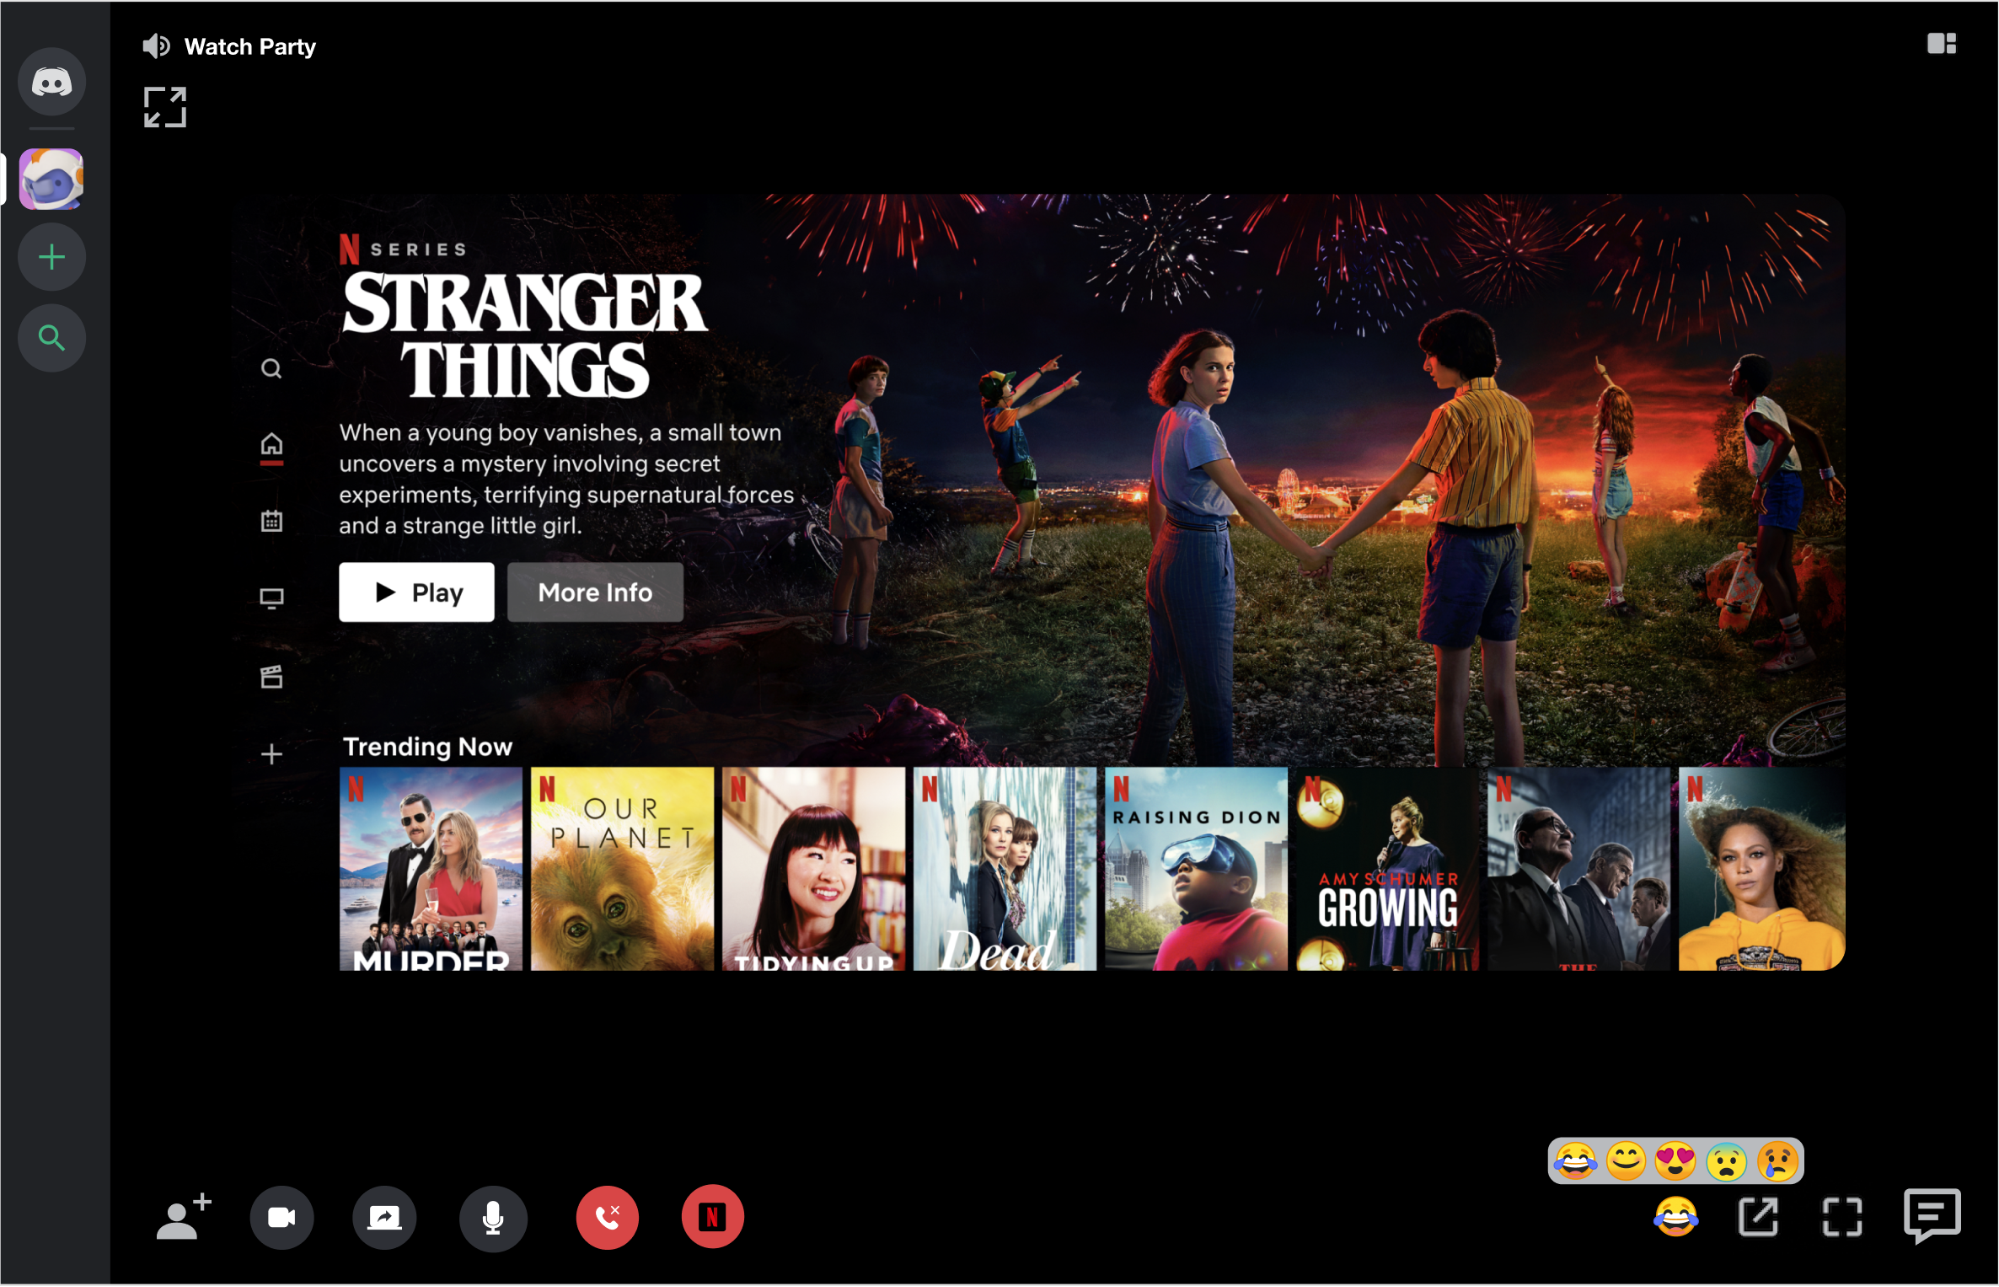 Watch Party
N SERIES
STRANGER
THINGS
When a young boy vanishes, a small town
uncovers a mystery involving secret
experiments, terrifying supernatural forces
and a strange little girl.
Play
More Info
Trending Now
N
MURDER
N
OUR
PLANET
N
TIDYING UP
N
Dead
N
RAISING DION
N
AMY SCHUMER
GROWING
N
THE
N
N